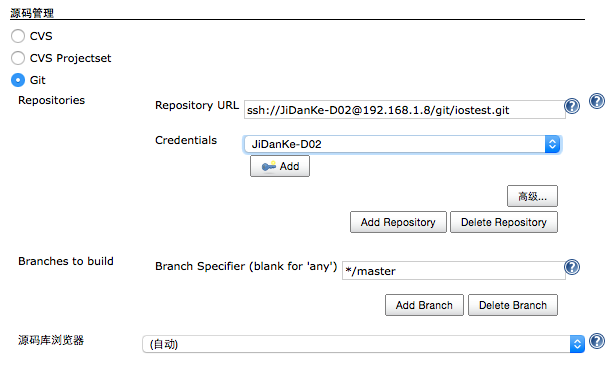 源码管理
CVS
CVS Projectset
Git
Repositories
Repository URL ssh://JiDanKe-D02@192.168.1.8/git/iostest.git
Credentials JiDanKe-D02
Add
高级...
Add Repository Delete Repository
Branches to build Branch Specifier (blank for 'any') */master
Add Branch Delete Branch
源码库浏览器 (自动)